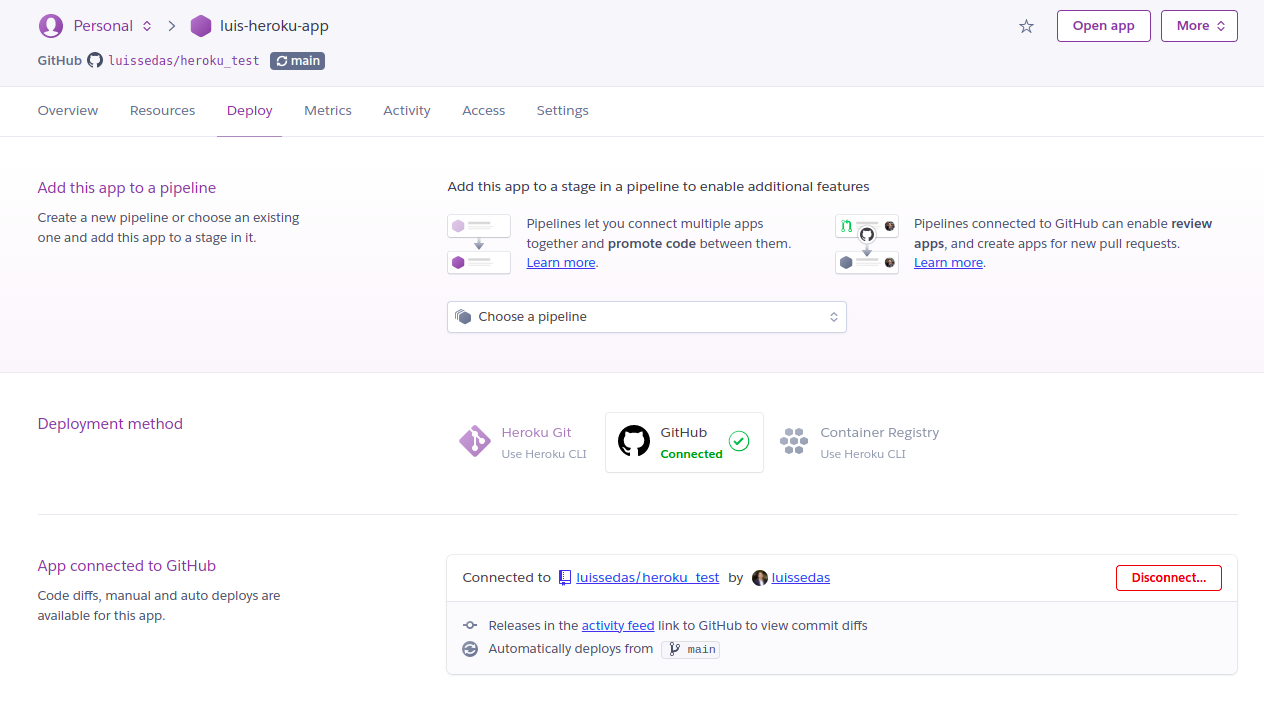 Personal luis-heroku-app Open app More
GitHub luissedas/heroku_test main
Overview Resources Deploy Metrics Activity Access Settings
Add this app to a pipeline
Create a new pipeline or choose an existing
one and add this app to a stage in it.
Add this app to a stage in a pipeline to enable additional features
Pipelines let you connect multiple apps
together and promote code between them.
Learn more.
Pipelines connected to GitHub can enable review
apps, and create apps for new pull requests.
Learn more.
Choose a pipeline
Deployment method
Heroku Git
Use Heroku CLI
GitHub
Connected
Container Registry
Use Heroku CLI
App connected to GitHub
Code diffs, manual and auto deploys are
available for this app.
Connected to luissedas/heroku_test by luissedas Disconnect...
Releases in the activity feed link to GitHub to view commit diffs
Automatically deploys from main